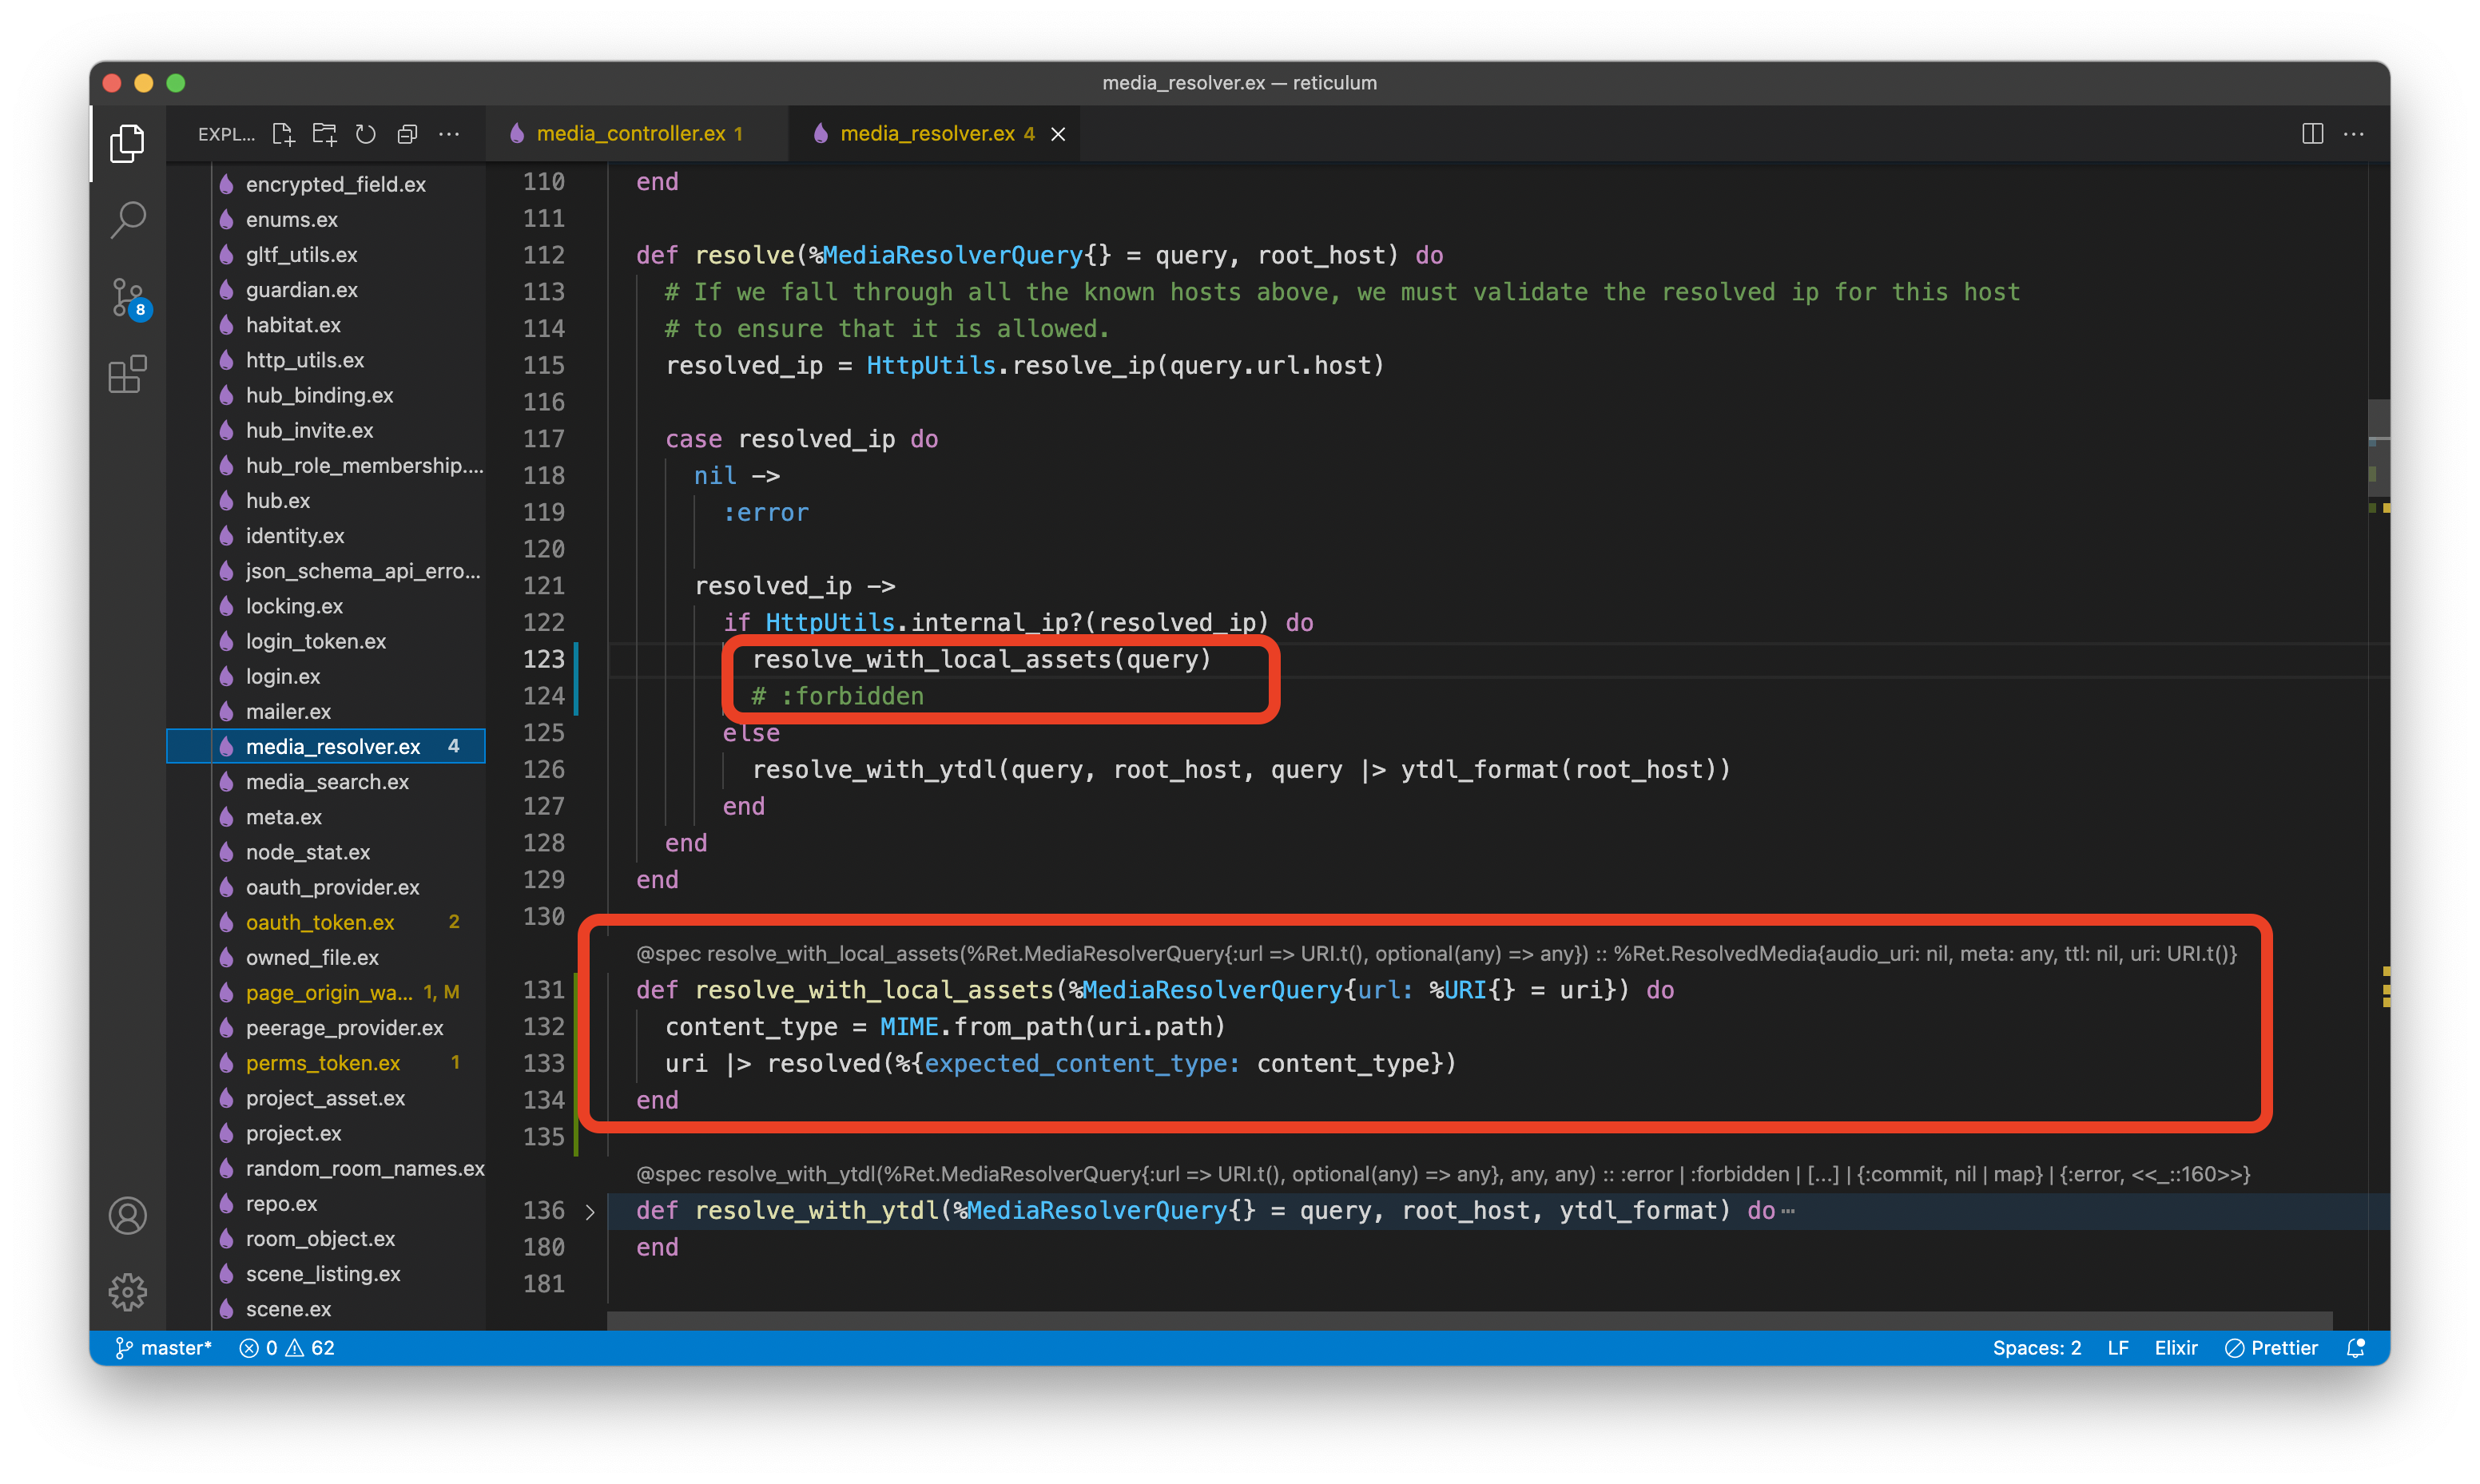 media_resolver.ex — reticulum
EXPL...
media_controller.ex 1
media_resolver.ex 4
8
encrypted_field.ex
enums.ex
gltf_utils.ex
guardian.ex
habitat.ex
http_utils.ex
hub_binding.ex
hub_invite.ex
hub_role_membership....
hub.ex
identity.ex
json_schema_api_erro...
locking.ex
login_token.ex
login.ex
mailer.ex
media_resolver.ex 4
media_search.ex
meta.ex
node_stat.ex
oauth_provider.ex
oauth_token.ex 2
owned_file.ex
page_origin_wa... 1, M
peerage_provider.ex
perms_token.ex 1
project_asset.ex
project.ex
random_room_names.ex
repo.ex
room_object.ex
scene_listing.ex
scene.ex
110 end
111
112 def resolve(%MediaResolverQuery{} = query, root_host) do
113 # If we fall through all the known hosts above, we must validate the resolved ip for this host
114 # to ensure that it is allowed.
115 resolved_ip = HttpUtils.resolve_ip(query.url.host)
116
117 case resolved_ip do
118 nil ->
119 :error
120
121 resolved_ip ->
122 if HttpUtils.internal_ip?(resolved_ip) do
123 resolve_with_local_assets(query)
124 # :forbidden
125 else
126 resolve_with_ytdl(query, root_host, query |> ytdl_format(root_host))
127 end
128 end
129 end
130
@spec resolve_with_local_assets(%Ret.MediaResolverQuery{:url => URI.t(), optional(any) => any}) :: %Ret.ResolvedMedia{audio_uri: nil, meta: any, ttl: nil, uri: URI.t()}
131 def resolve_with_local_assets(%MediaResolverQuery{url: %URI{} = uri}) do
132 content_type = MIME.from_path(uri.path)
133 uri |> resolved(%{expected_content_type: content_type})
134 end
135
@spec resolve_with_ytdl(%Ret.MediaResolverQuery{:url => URI.t(), optional(any) => any}, any, any) :: :error | :forbidden | [...] | {:commit, nil | map} | {:error, <<_::160>>}
136 def resolve_with_ytdl(%MediaResolverQuery{} = query, root_host, ytdl_format) do ...
180 end
181
master* 0 62
Spaces: 2 LF Elixir Prettier